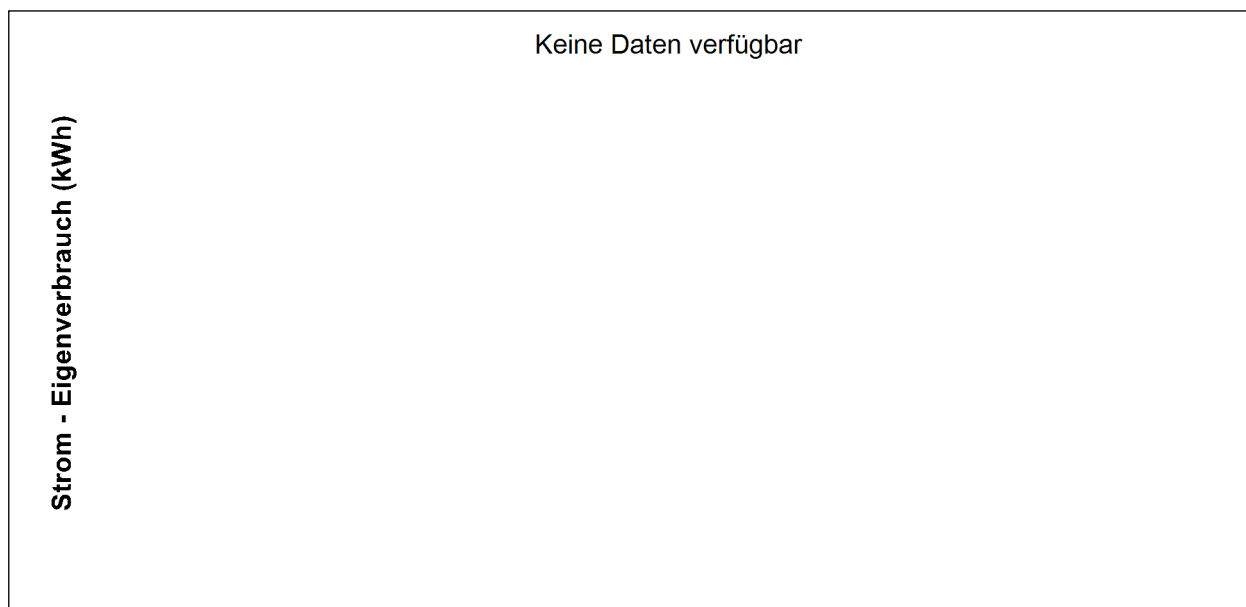 Keine Daten verfügbar
Strom - Eigenverbrauch (kWh)